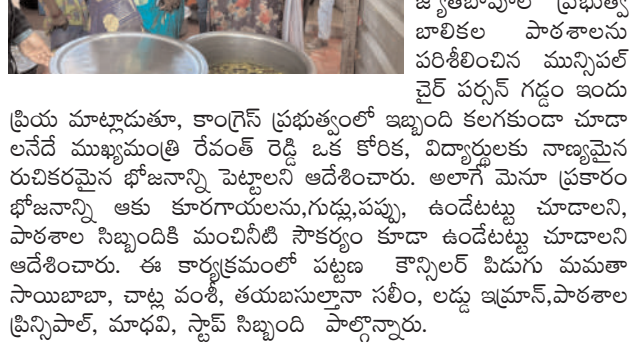 జ్యోతిబాపూలే ప్రభుత్వ
బాలికల పాఠశాలను
పరిశీలించిన మున్సిపల్
చైర్ పర్సన్ గడ్డం ఇందు
ప్రియ మాట్లాడుతూ, కాంగ్రెస్ ప్రభుత్వంలో ఇబ్బంది కలగకుండా చూడా
లనేదే ముఖ్యమంత్రి రేవంత్ రెడ్డి ఒక కోరిక, విద్యార్థులకు నాణ్యమైన
రుచికరమైన భోజనాన్ని పెట్టాలని ఆదేశించారు. అలాగే మెనూ ప్రకారం
భోజనాన్ని ఆకు కూరగాయలను,గుడ్లు,పప్పు, ఉండేటట్టు చూడాలని,
పాఠశాల సిబ్బందికి మంచినీటి సౌకర్యం కూడా ఉండేటట్టు చూడాలని
ఆదేశించారు. ఈ కార్యక్రమంలో పట్టణ కౌన్సిలర్ పిడుగు మమతా
సాయిబాబా, చాట్ల వంశీ, తయబసుల్తానా సలీం, లడ్డు ఇమ్రాన్,పాఠశాల
ప్రిన్సిపాల్, మాధవి, స్టాప్ సిబ్బంది పాల్గొన్నారు.